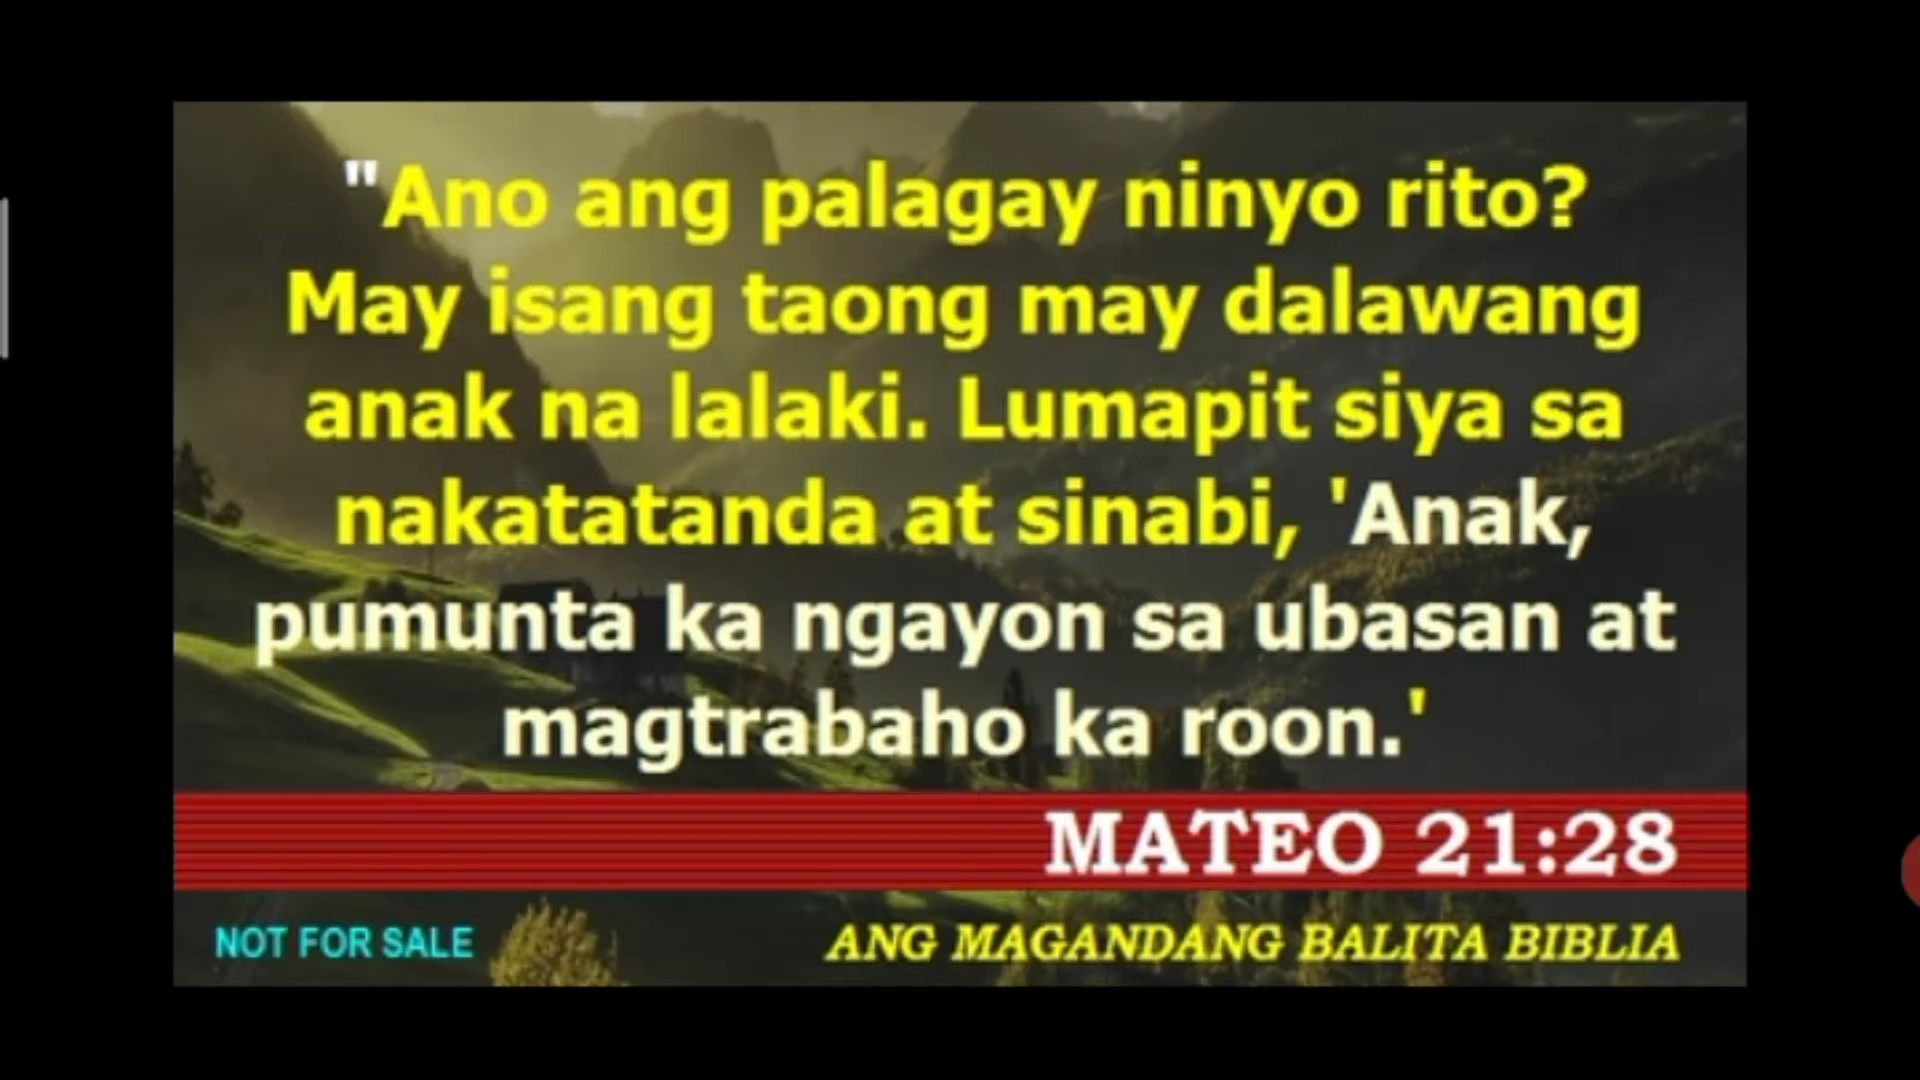 "Ano ang palagay ninyo rito?
May isang taong may dalawang
anak na lalaki. Lumapit siya sa
nakatatanda at sinabi, 'Anak,
pumunta ka ngayon sa ubasan at
magtrabaho ka roon.'
MATEO 21:28
NOT FOR SALE
ANG MAGANDANG BALITA BIBLIA